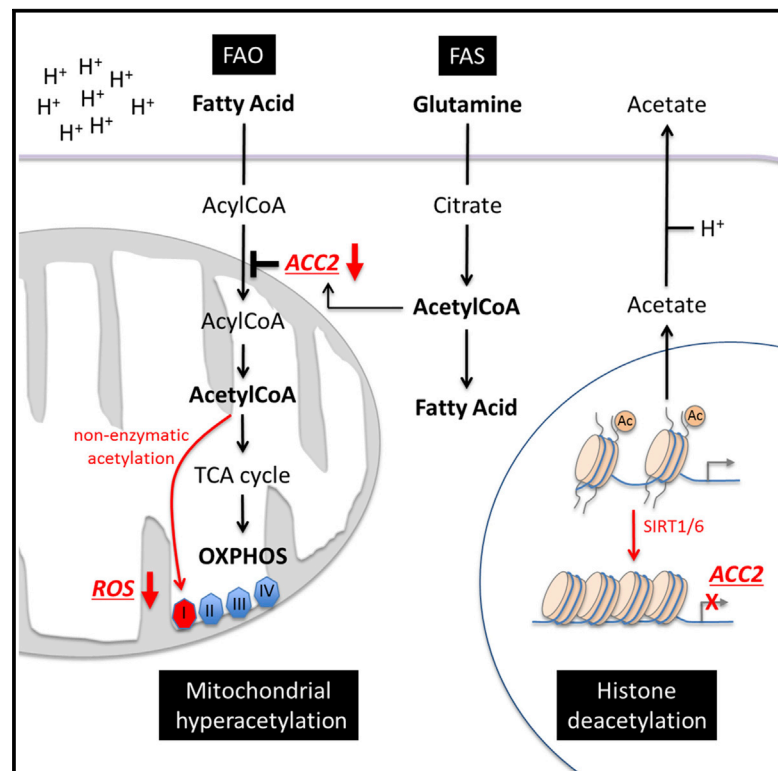 FAO
FAS
H+
H+
H+
H+
H+
H+
H+
H+
H+
Fatty Acid
Glutamine
Acetate
AcylCoA
Citrate
H+
ACC2
AcylCoA
AcetylCoA
Acetate
AcetylCoA
Fatty Acid
non-enzymatic
acetylation
Ac
Ac
TCA cycle
SIRT1/6
OXPHOS
ROS
I
II
III
IV
ACC2
X
Mitochondrial
hyperacetylation
Histone
deacetylation